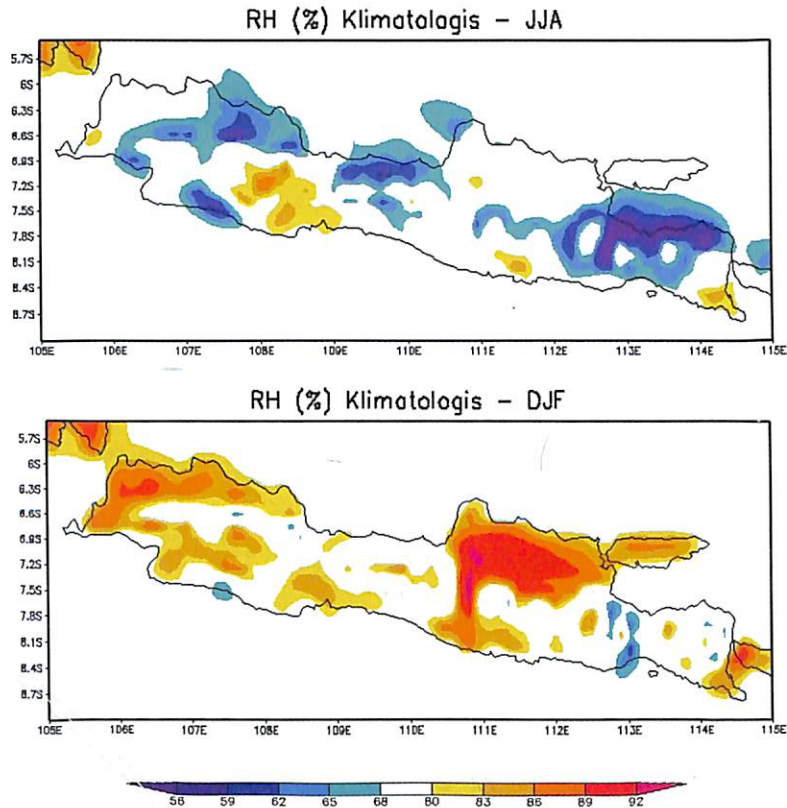 RH (%) Klimatologis - JJA
5.7S
6S
6.3S
6.6S
6.9S
7.2S
7.5S
7.8S
8.1S
8.4S
8.7S
105E 106E 107E 108E 109E 110E 111E 112E 113E 114E 115E
RH (%) Klimatologis - DJF
5.7S
6S
6.3S
6.6S
6.9S
7.2S
7.5S
7.8S
8.1S
8.4S
8.7S
105E 106E 107E 108E 109E 110E 111E 112E 113E 114E 115E
56 59 62 65 68 80 83 86 89 92